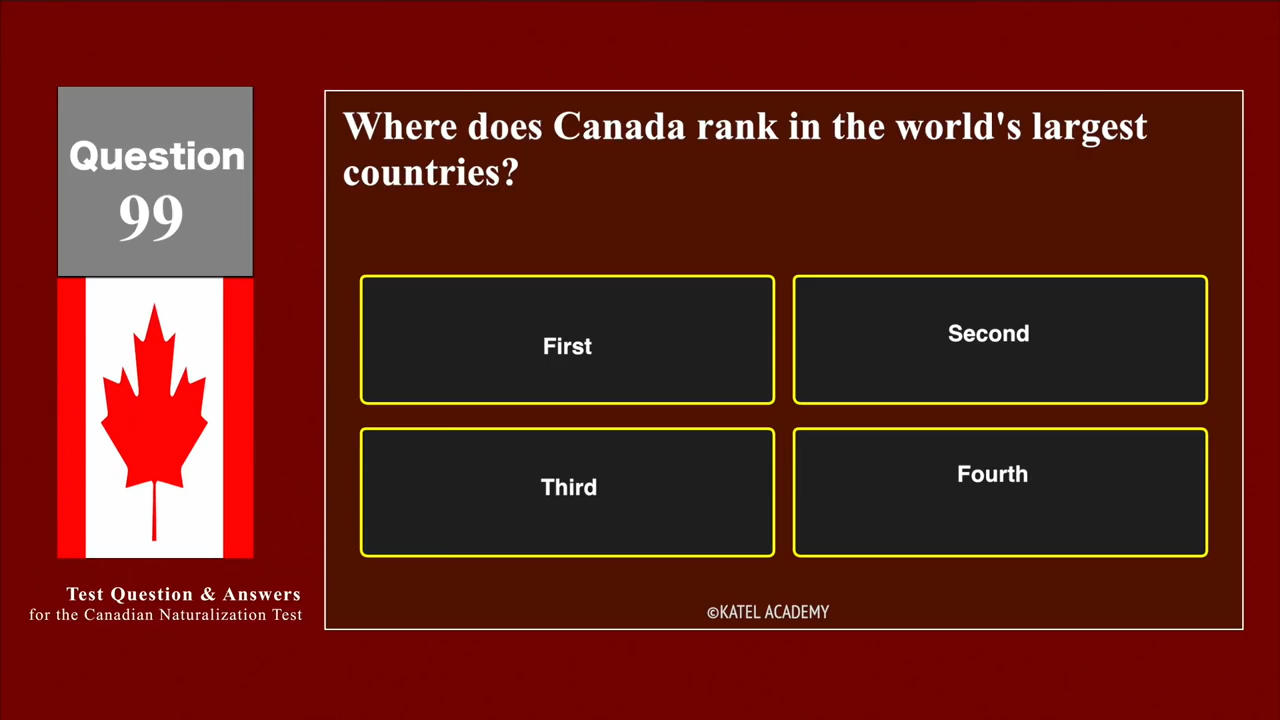 Question
99
Test Question & Answers
for the Canadian Naturalization Test
Where does Canada rank in the world's largest
countries?
First
Second
Third
Fourth
©KATEL ACADEMY